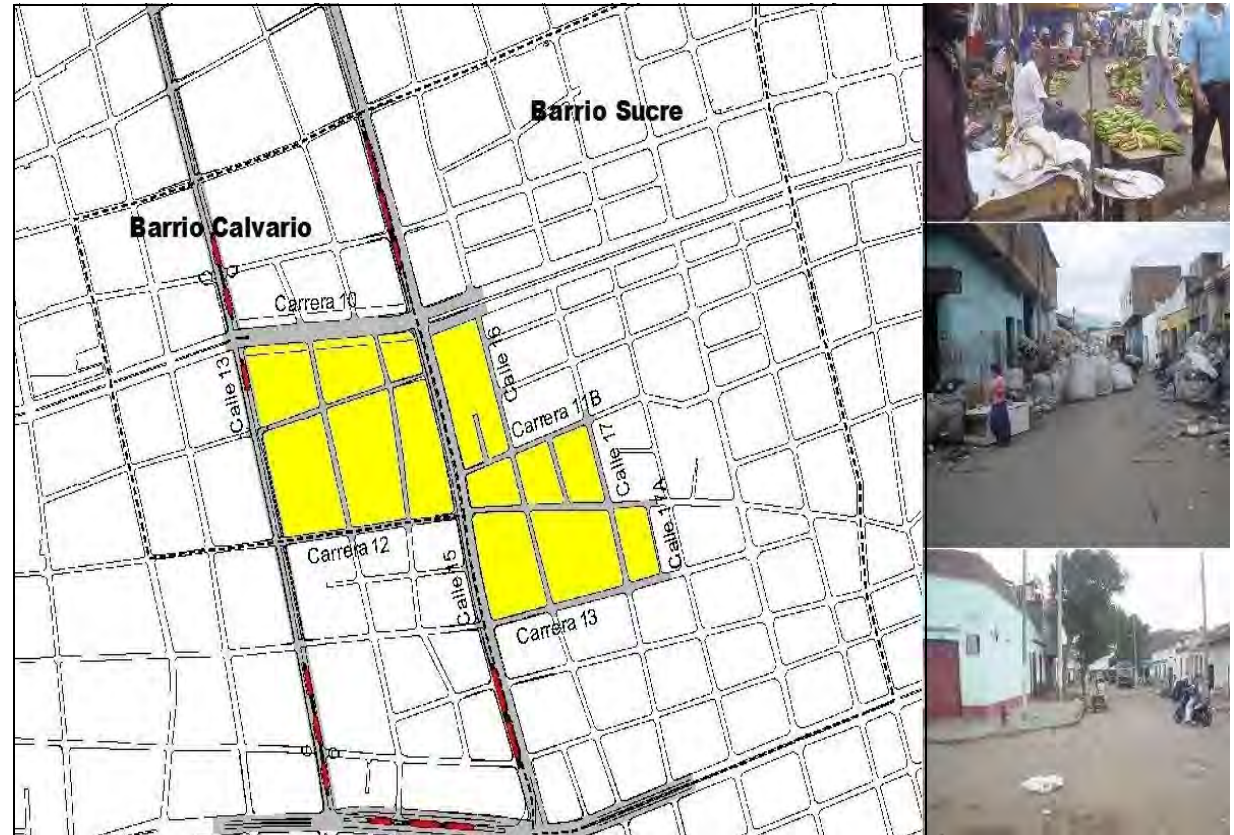 Barrio Sucre
Barrio Calvario
Carrera 10
Calle 13
Calle 16
Carrera 11B
Calle 17
Calle 17A
Carrera 12
Calle 15
Carrera 13